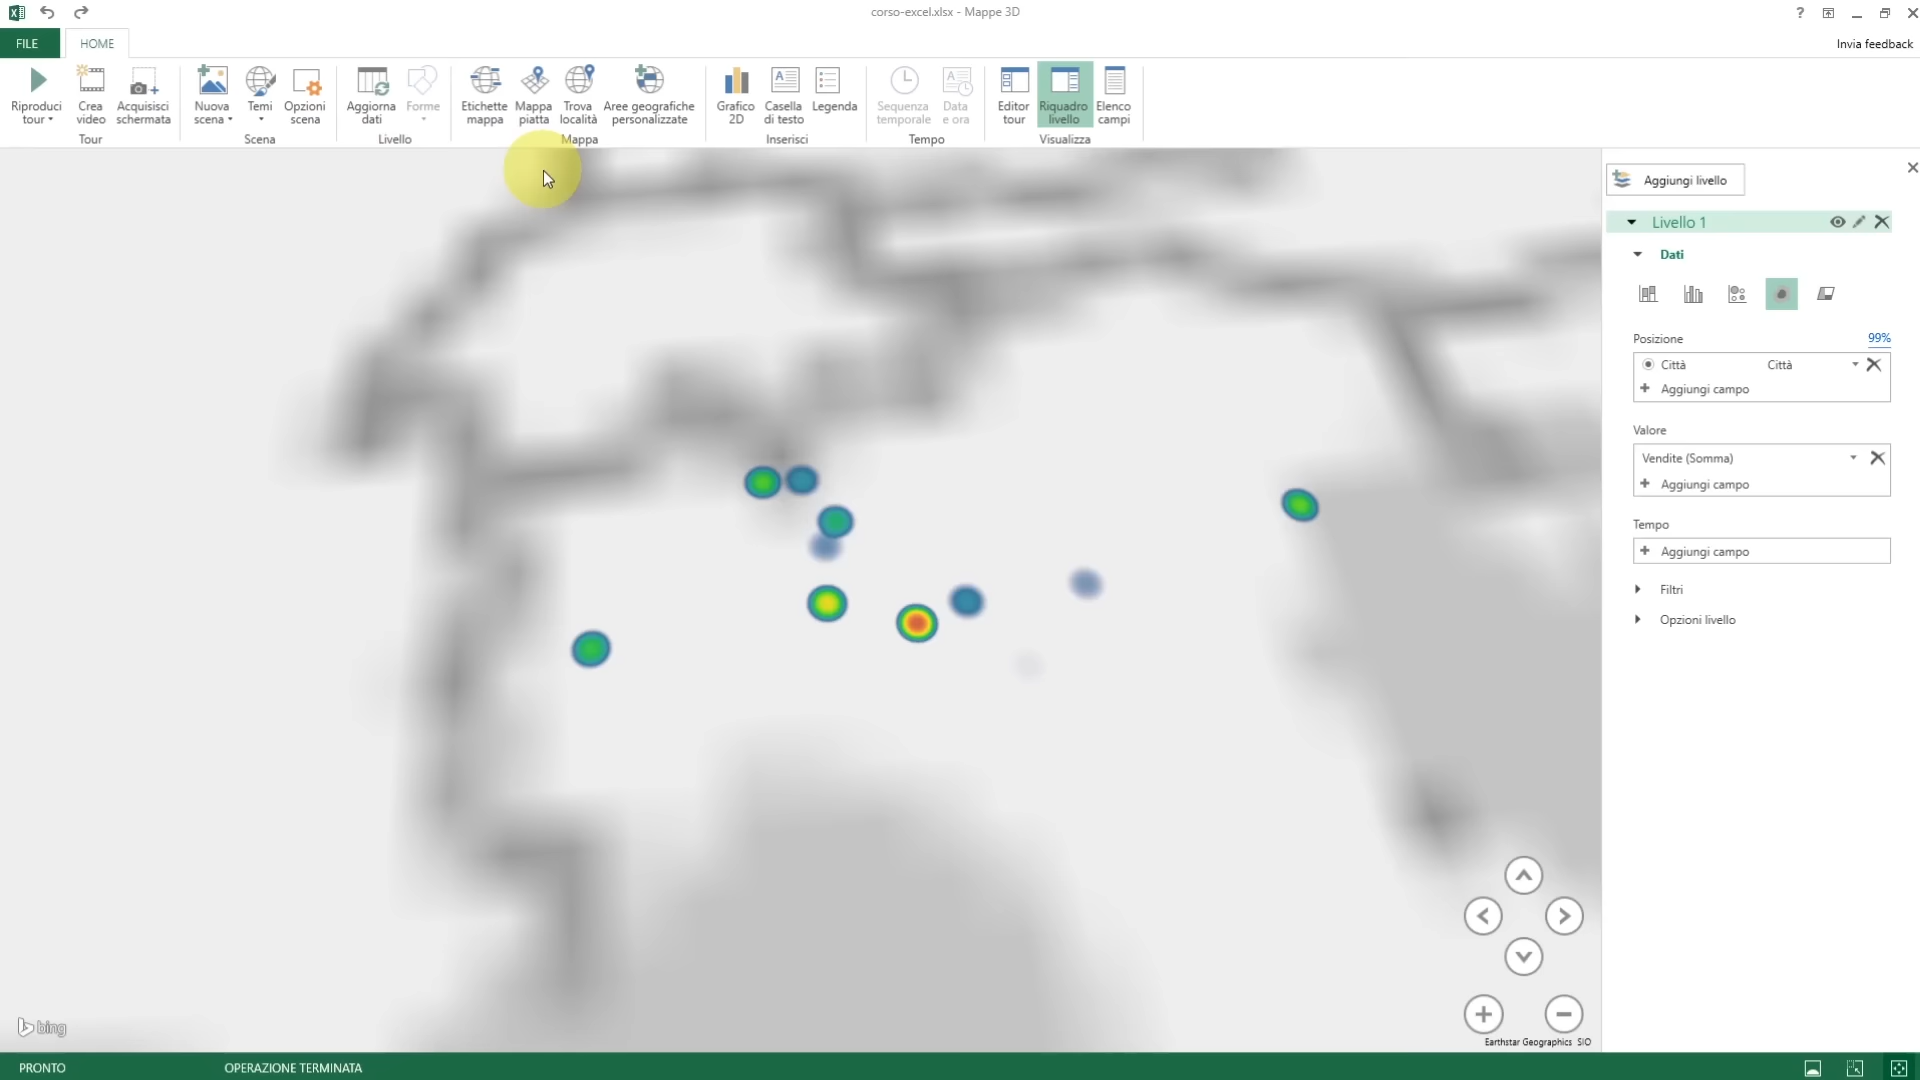 corso-excel.xlsx - Mappe 3D
?
FILE
HOME
Invia feedback
Riproduci tour
Crea video
Acquisisci schermata
Tour
Nuova scena
Temi
Opzioni scena
Scena
Aggiorna dati
Forme
Livello
Etichette mappa
Mappa piatta
Trova località
Aree geografiche personalizzate
Mappa
Grafico 2D
Casella di testo
Legenda
Inserisci
Sequenza temporale
Data e ora
Tempo
Editor tour
Riquadro livello
Elenco campi
Visualizza
Aggiungi livello
Livello 1
Dati
Posizione 99%
Città Città
Aggiungi campo
Valore
Vendite (Somma)
Aggiungi campo
Tempo
Aggiungi campo
Filtri
Opzioni livello
bing
Earthstar Geographics SIO
PRONTO OPERAZIONE TERMINATA